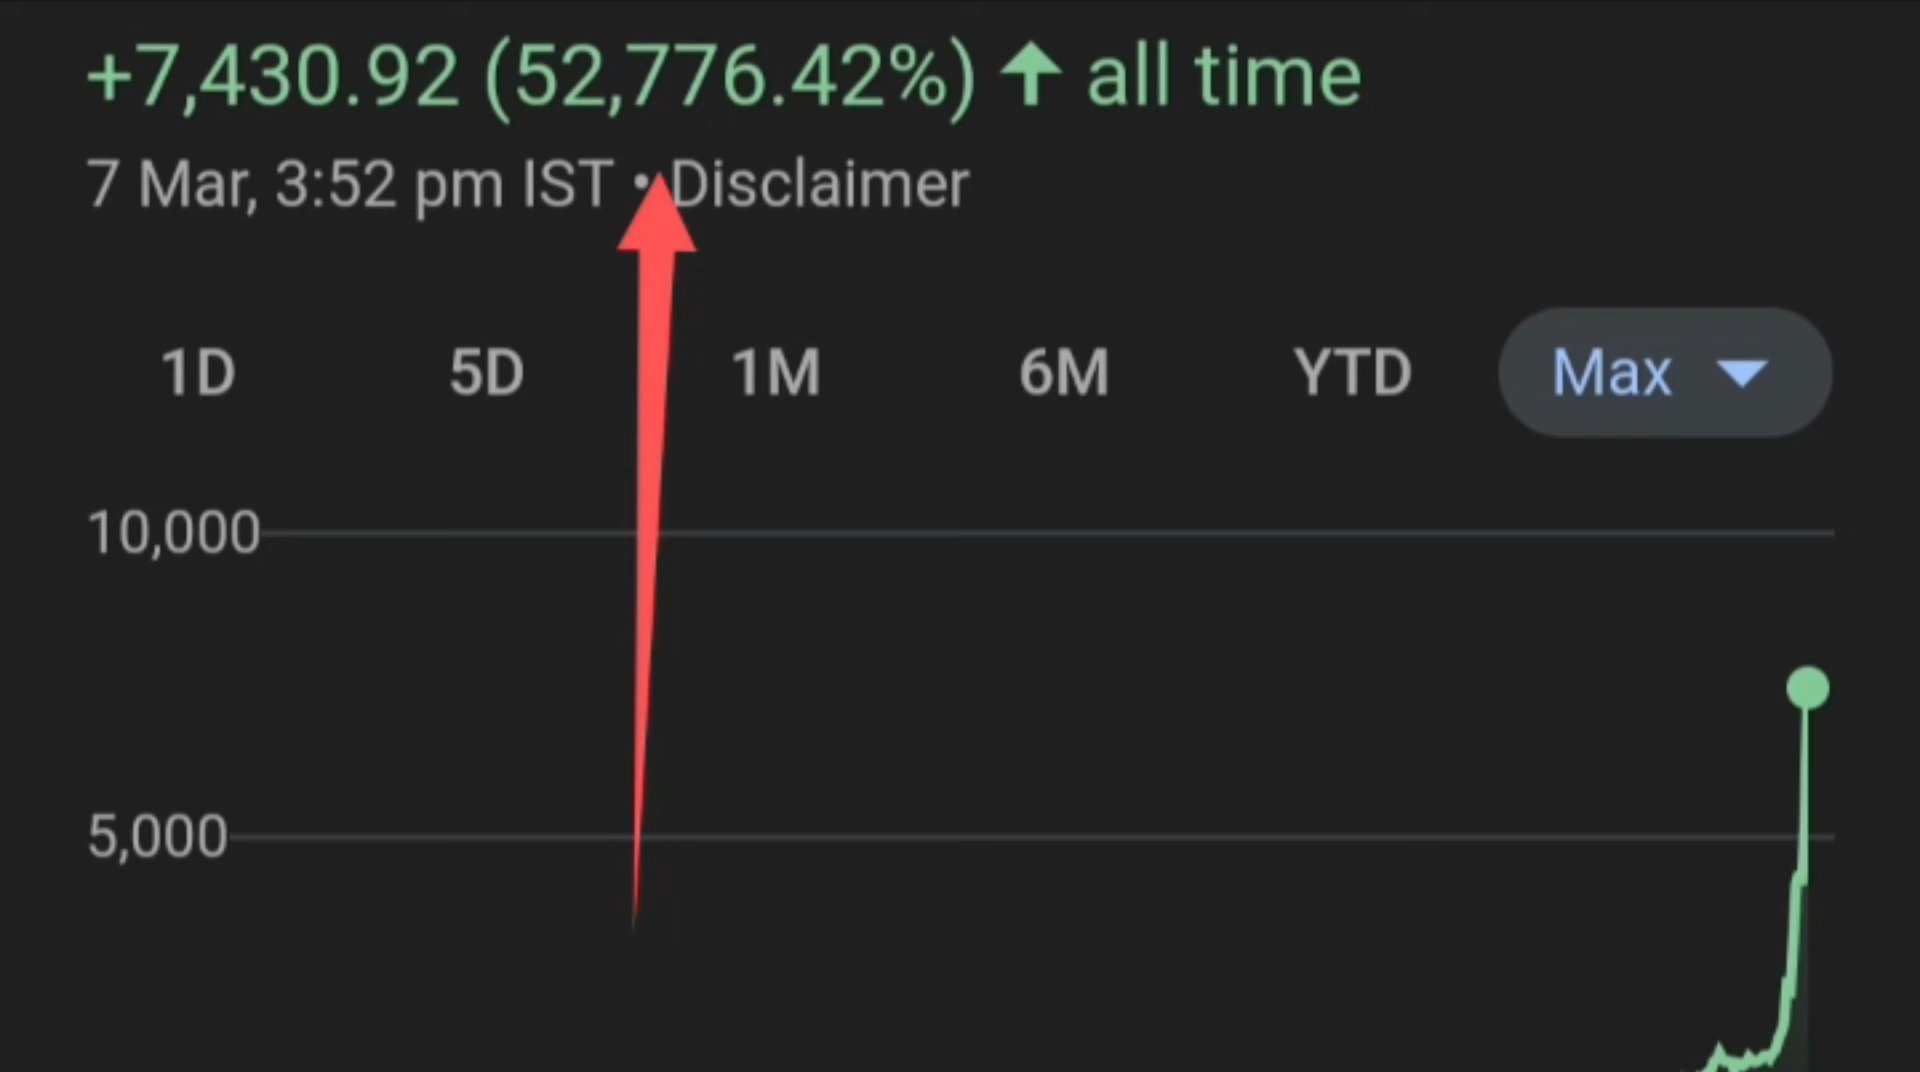 +7,430.92 (52,776.42%) ↑ all time
7 Mar, 3:52 pm IST • Disclaimer
1D 5D 1M 6M YTD Max
10,000
5,000